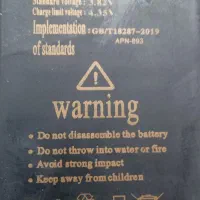 Standard voltage: 3.82V
Charge limit voltage: 4.35V
Implementation :GB/T18287-2019
of standards APN-693
warning
• Do not disassemble the battery
• Do not throw into water or fire
• Avoid strong impact
• Keep away from children